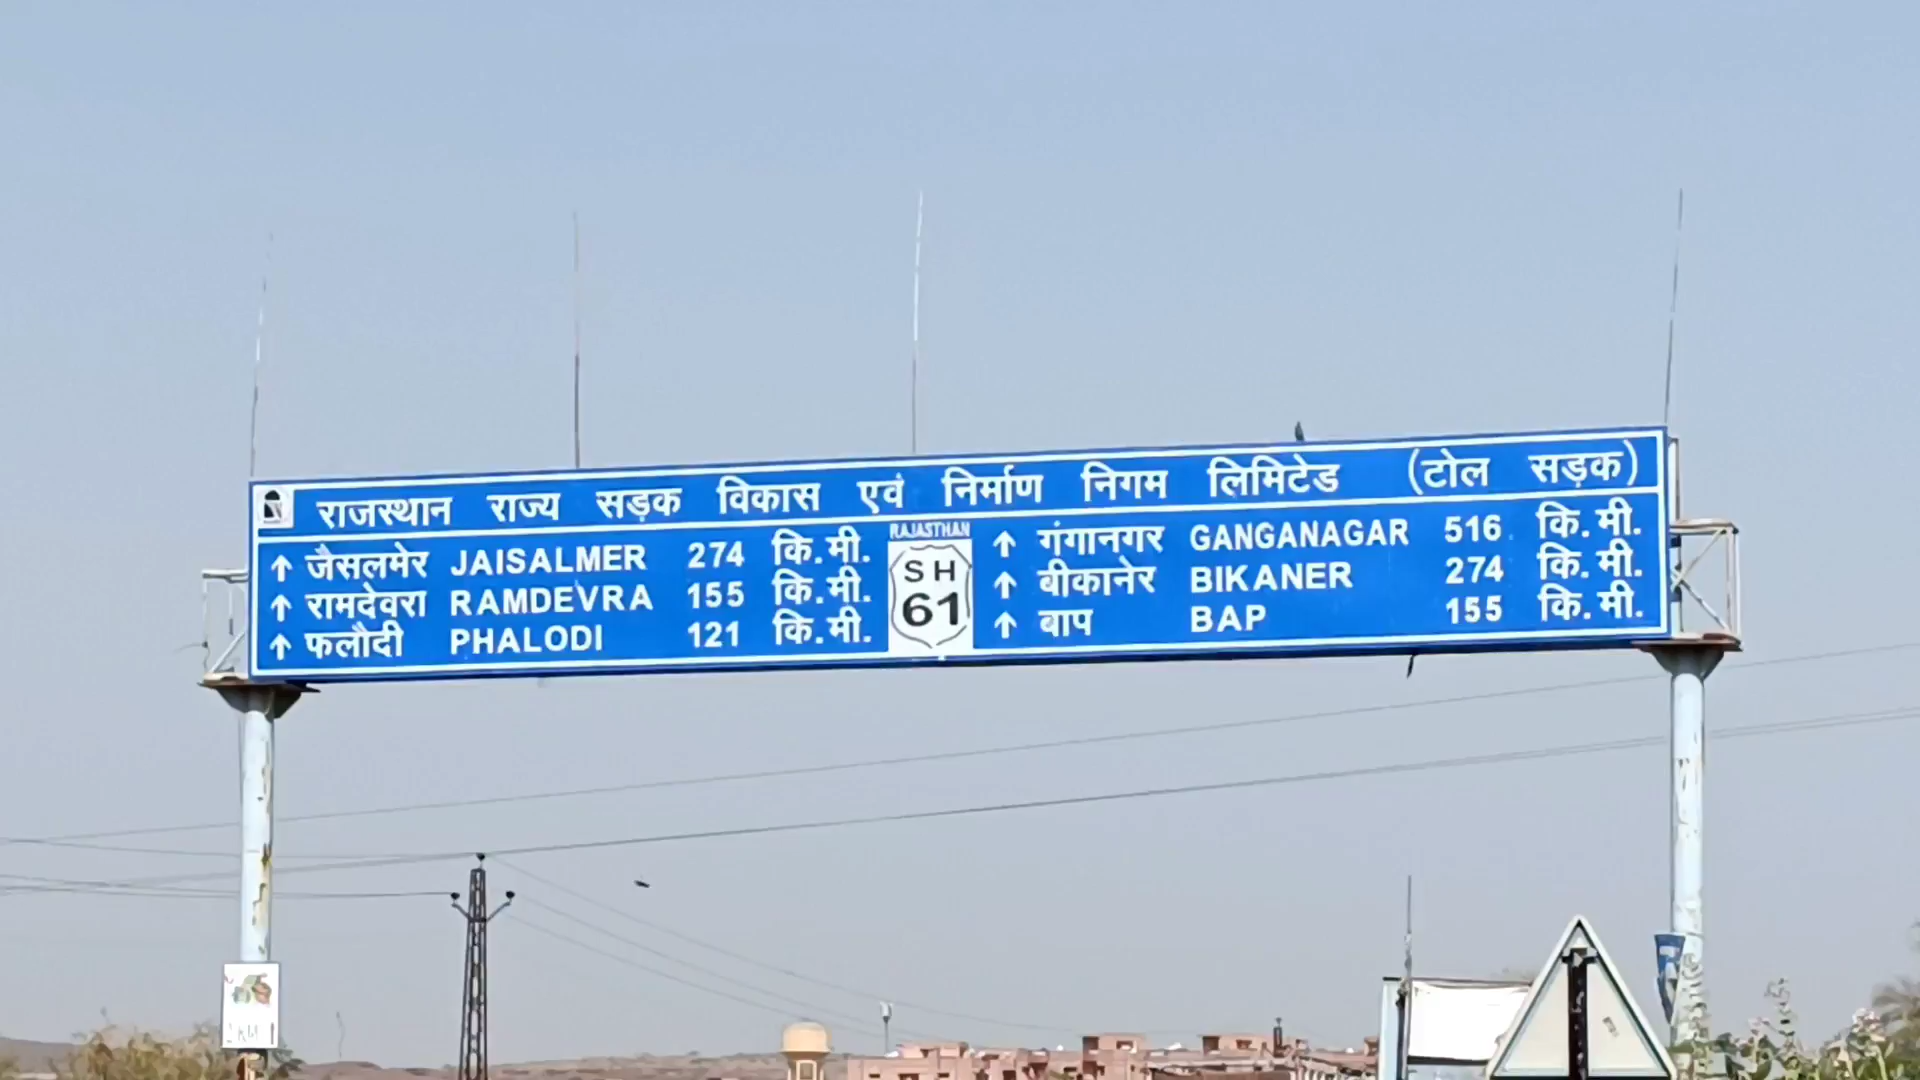 राजस्थान राज्य सड़क विकास एवं निर्माण निगम लिमिटेड (टोल सड़क)
↑ जैसलमेर JAISALMER 274 कि.मी.
↑ रामदेवरा RAMDEVRA 155 कि.मी.
↑ फलौदी PHALODI 121 कि.मी.
RAJASTHAN
SH
61
↑ गंगानगर GANGANAGAR 516 कि.मी.
↑ बीकानेर BIKANER 274 कि.मी.
↑ बाप BAP 155 कि.मी.